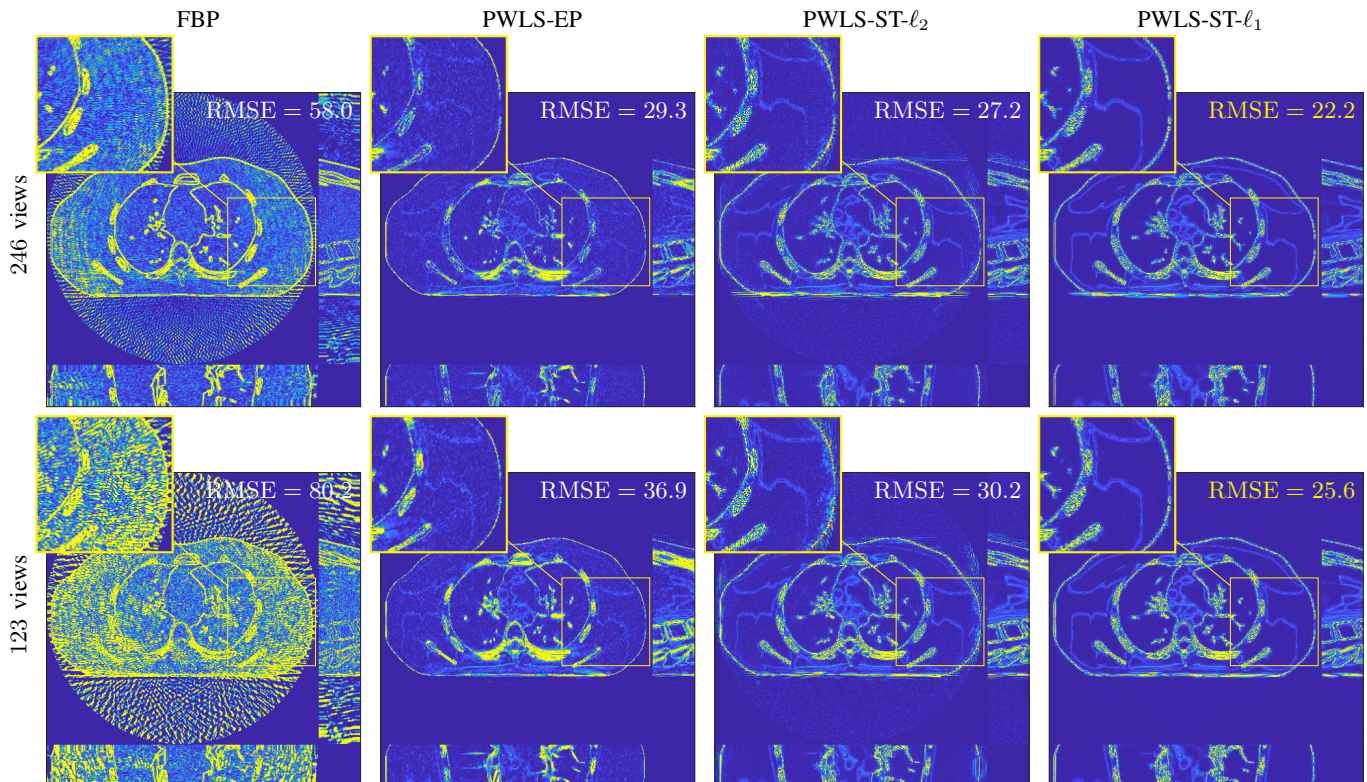 FBP PWLS-EP PWLS-ST-ℓ₂ PWLS-ST-ℓ₁
246 views
RMSE = 58.0 RMSE = 29.3 RMSE = 27.2 RMSE = 22.2
123 views
RMSE = 80.2 RMSE = 36.9 RMSE = 30.2 RMSE = 25.6